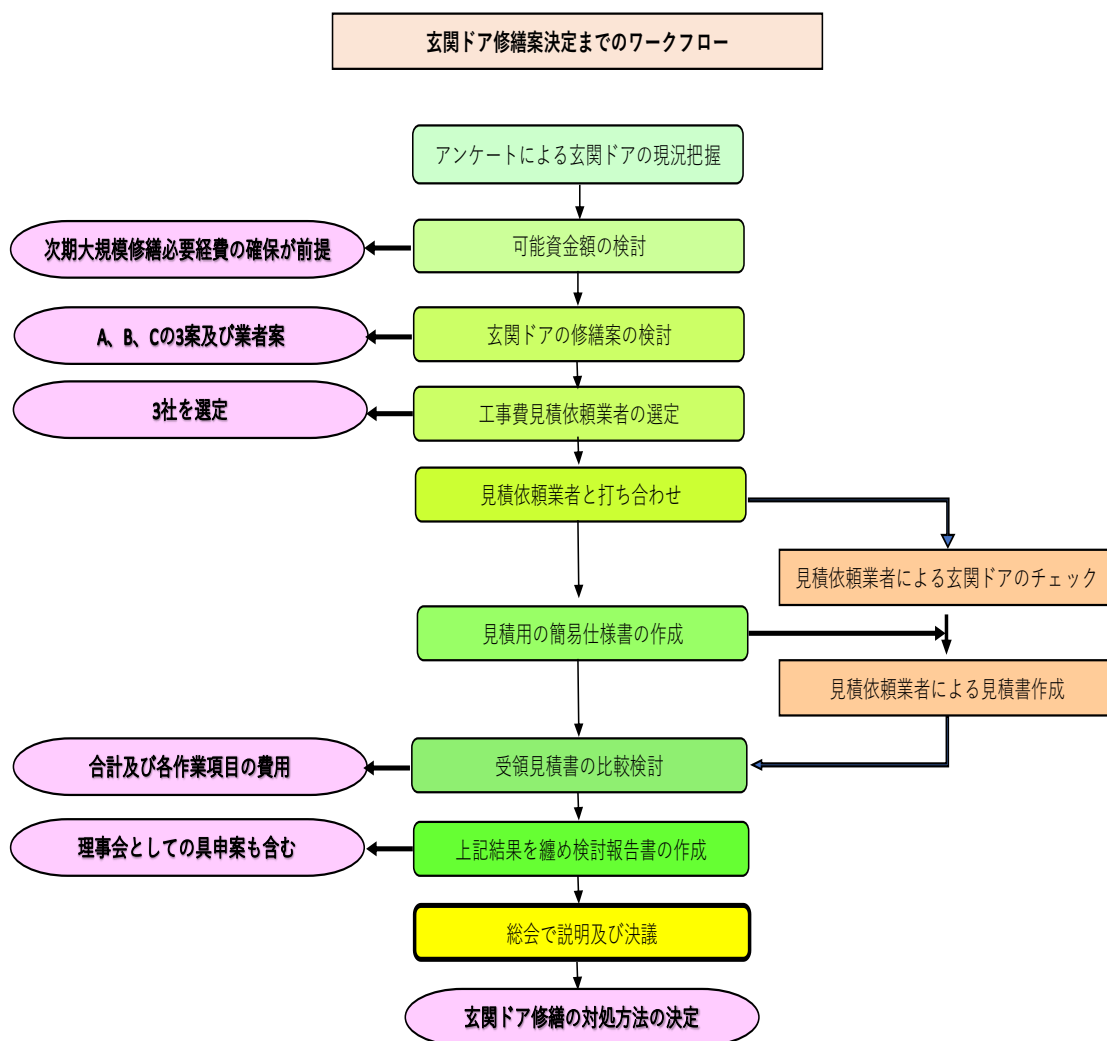 玄関ドア修繕案決定までのワークフロー
アンケートによる玄関ドアの現況把握
次期大規模修繕必要経費の確保が前提
可能資金額の検討
A、B、Cの3案及び業者案
玄関ドアの修繕案の検討
3社を選定
工事費見積依頼業者の選定
見積依頼業者と打ち合わせ
見積依頼業者による玄関ドアのチェック
見積用の簡易仕様書の作成
見積依頼業者による見積書作成
合計及び各作業項目の費用
受領見積書の比較検討
理事会としての具申案も含む
上記結果を纏め検討報告書の作成
総会で説明及び決議
玄関ドア修繕の対処方法の決定